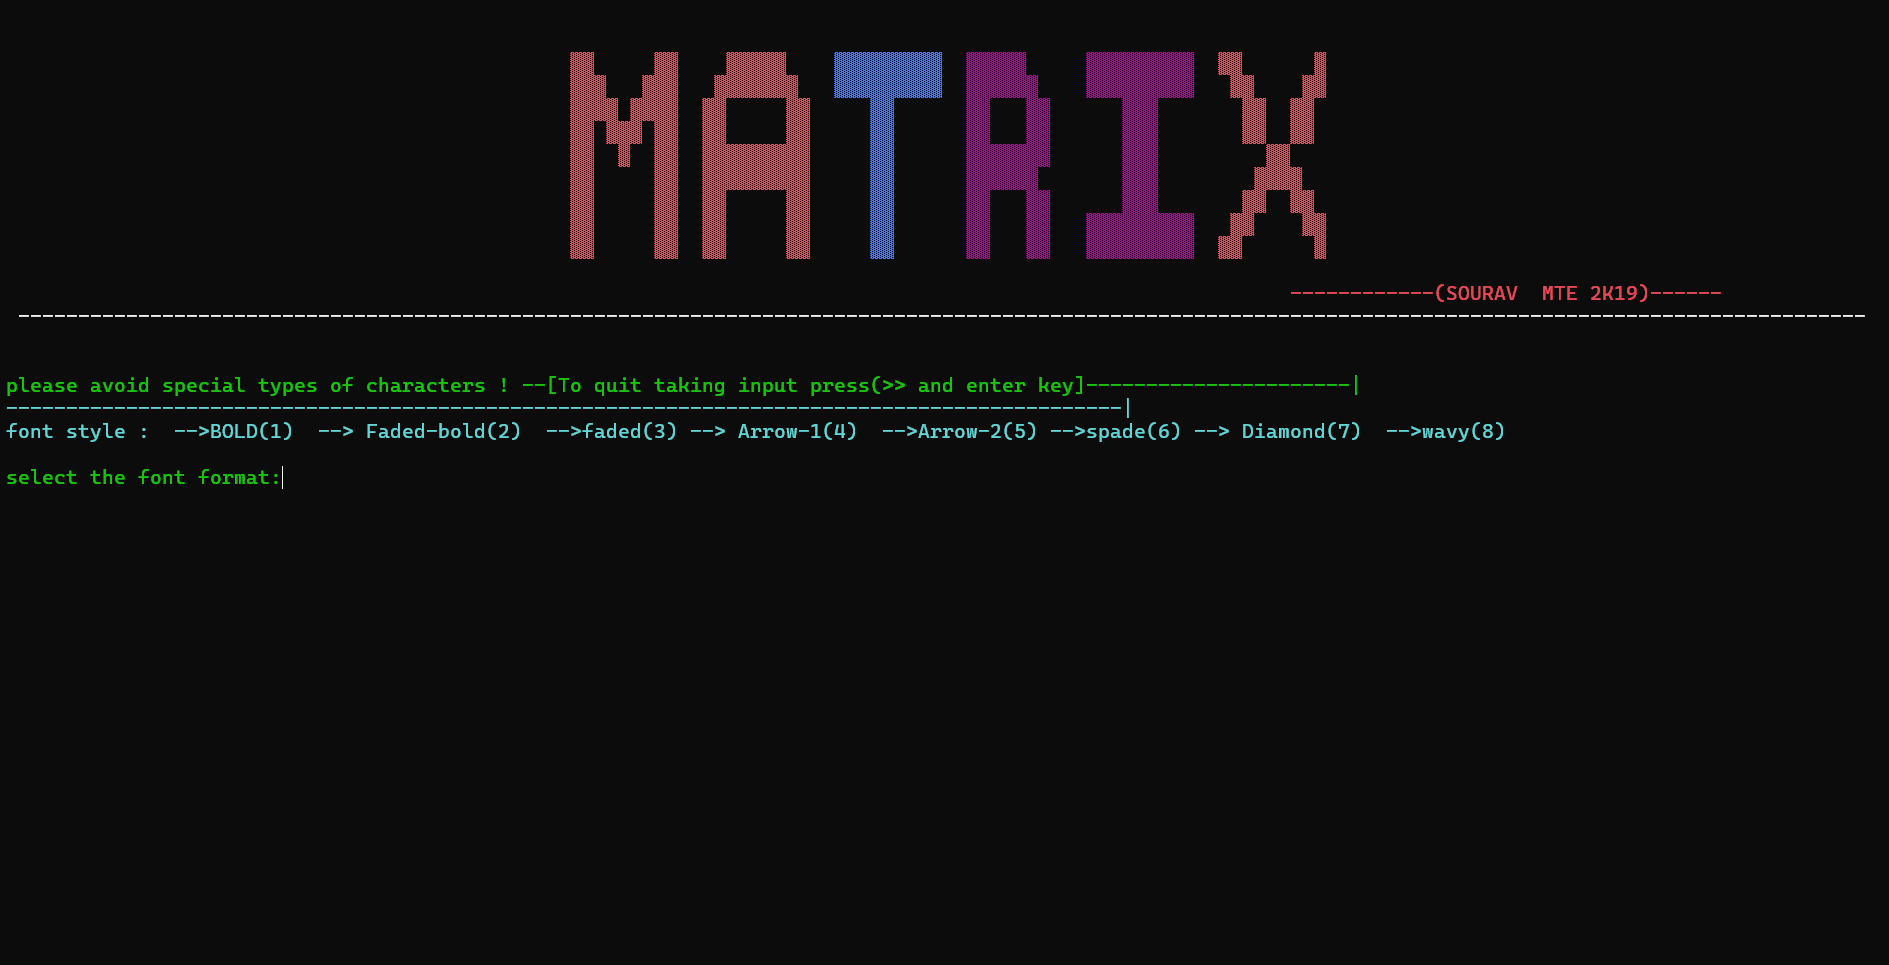 MATRIX
------------(SOURAV  MTE 2K19)------
----------------------------------------------------------------------------------------------------------------------------------------------------------
please avoid special types of characters ! --[To quit taking input press(>> and enter key]----------------------|
---------------------------------------------------------------------------------------------|
font style :  -->BOLD(1)  --> Faded-bold(2)  -->faded(3) --> Arrow-1(4)  -->Arrow-2(5) -->spade(6) --> Diamond(7)  -->wavy(8)
select the font format: